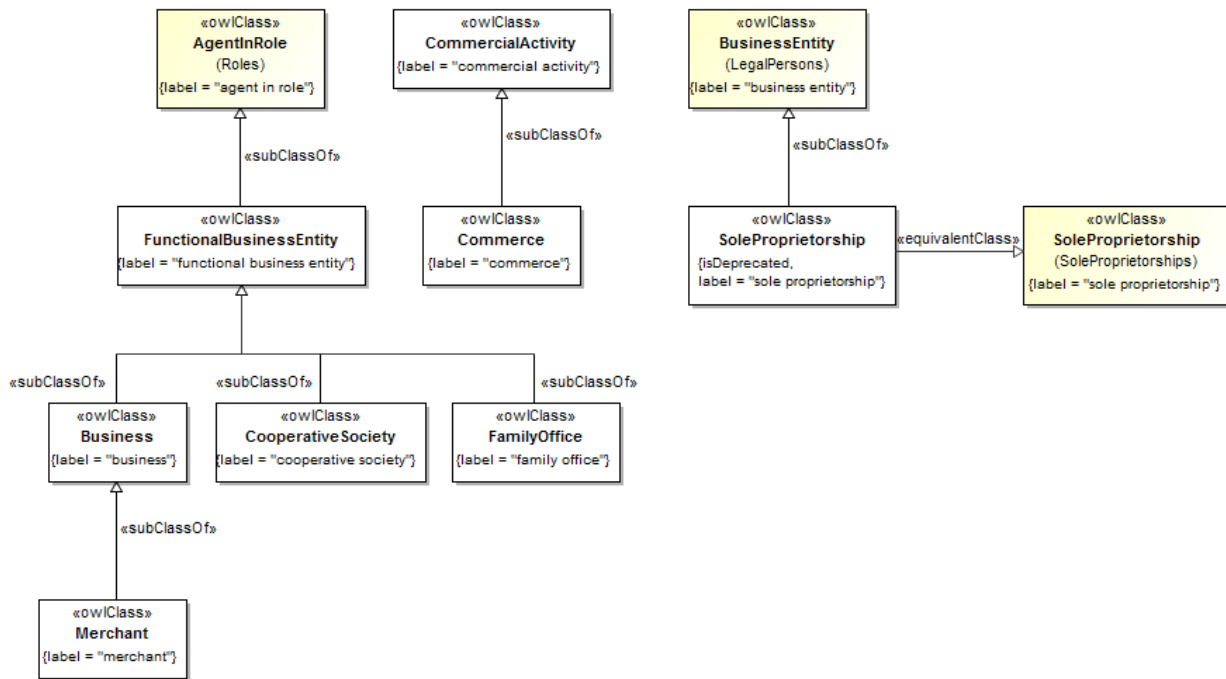 «owlClass»
AgentInRole
(Roles)
{label = "agent in role"}
«owlClass»
CommercialActivity
{label = "commercial activity"}
«owlClass»
BusinessEntity
(LegalPersons)
{label = "business entity"}
«subClassOf»
«subClassOf»
«subClassOf»
«owlClass»
FunctionalBusinessEntity
{label = "functional business entity"}
«owlClass»
Commerce
{label = "commerce"}
«owlClass»
SoleProprietorship
{isDeprecated,
label = "sole proprietorship"}
«equivalentClass»
«owlClass»
SoleProprietorship
(SoleProprietorships)
{label = "sole proprietorship"}
«subClassOf»
«subClassOf»
«subClassOf»
«owlClass»
Business
{label = "business"}
«owlClass»
CooperativeSociety
{label = "cooperative society"}
«owlClass»
FamilyOffice
{label = "family office"}
«subClassOf»
«owlClass»
Merchant
{label = "merchant"}